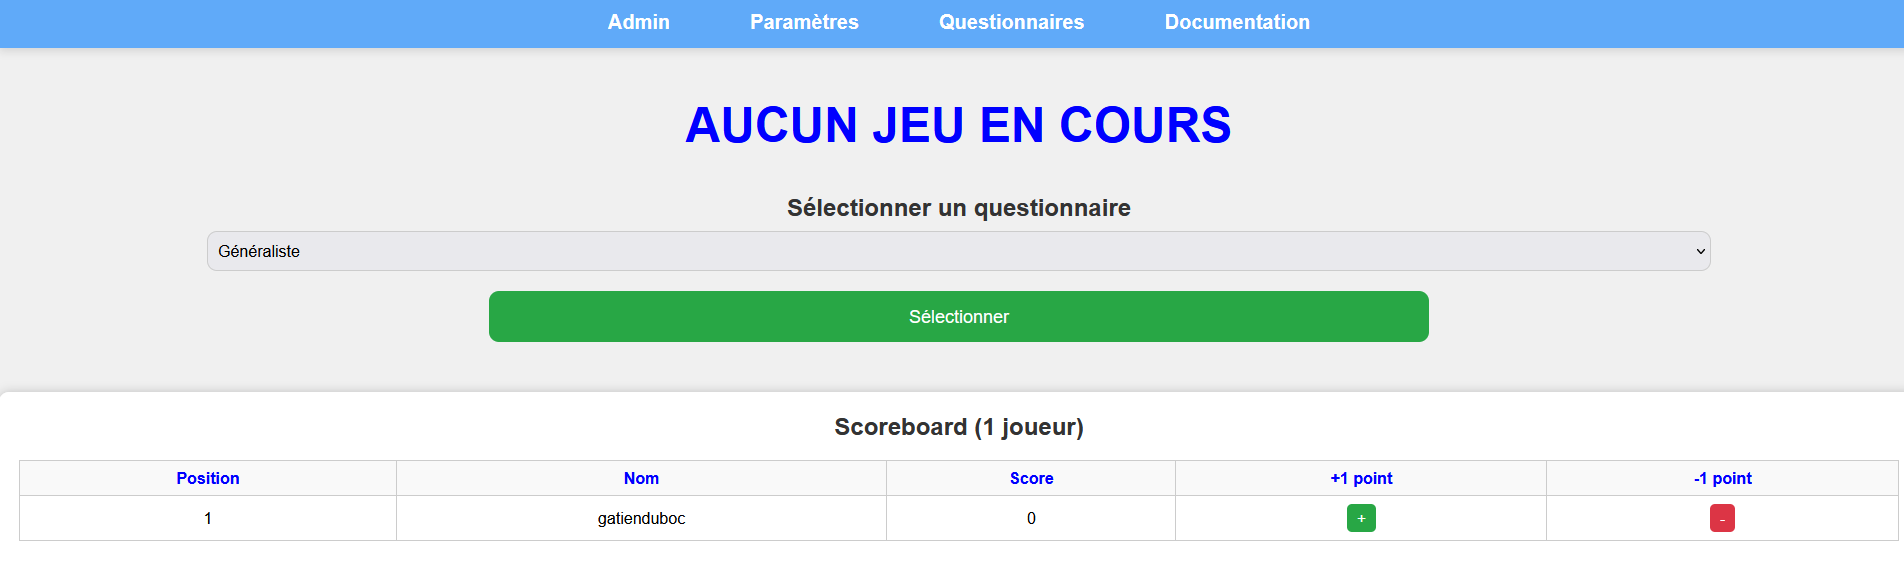 Admin Paramètres Questionnaires Documentation
AUCUN JEU EN COURS
Sélectionner un questionnaire
Généraliste
Sélectionner
Scoreboard (1 joueur)
Position Nom Score +1 point -1 point
1 gatienduboc 0 + -